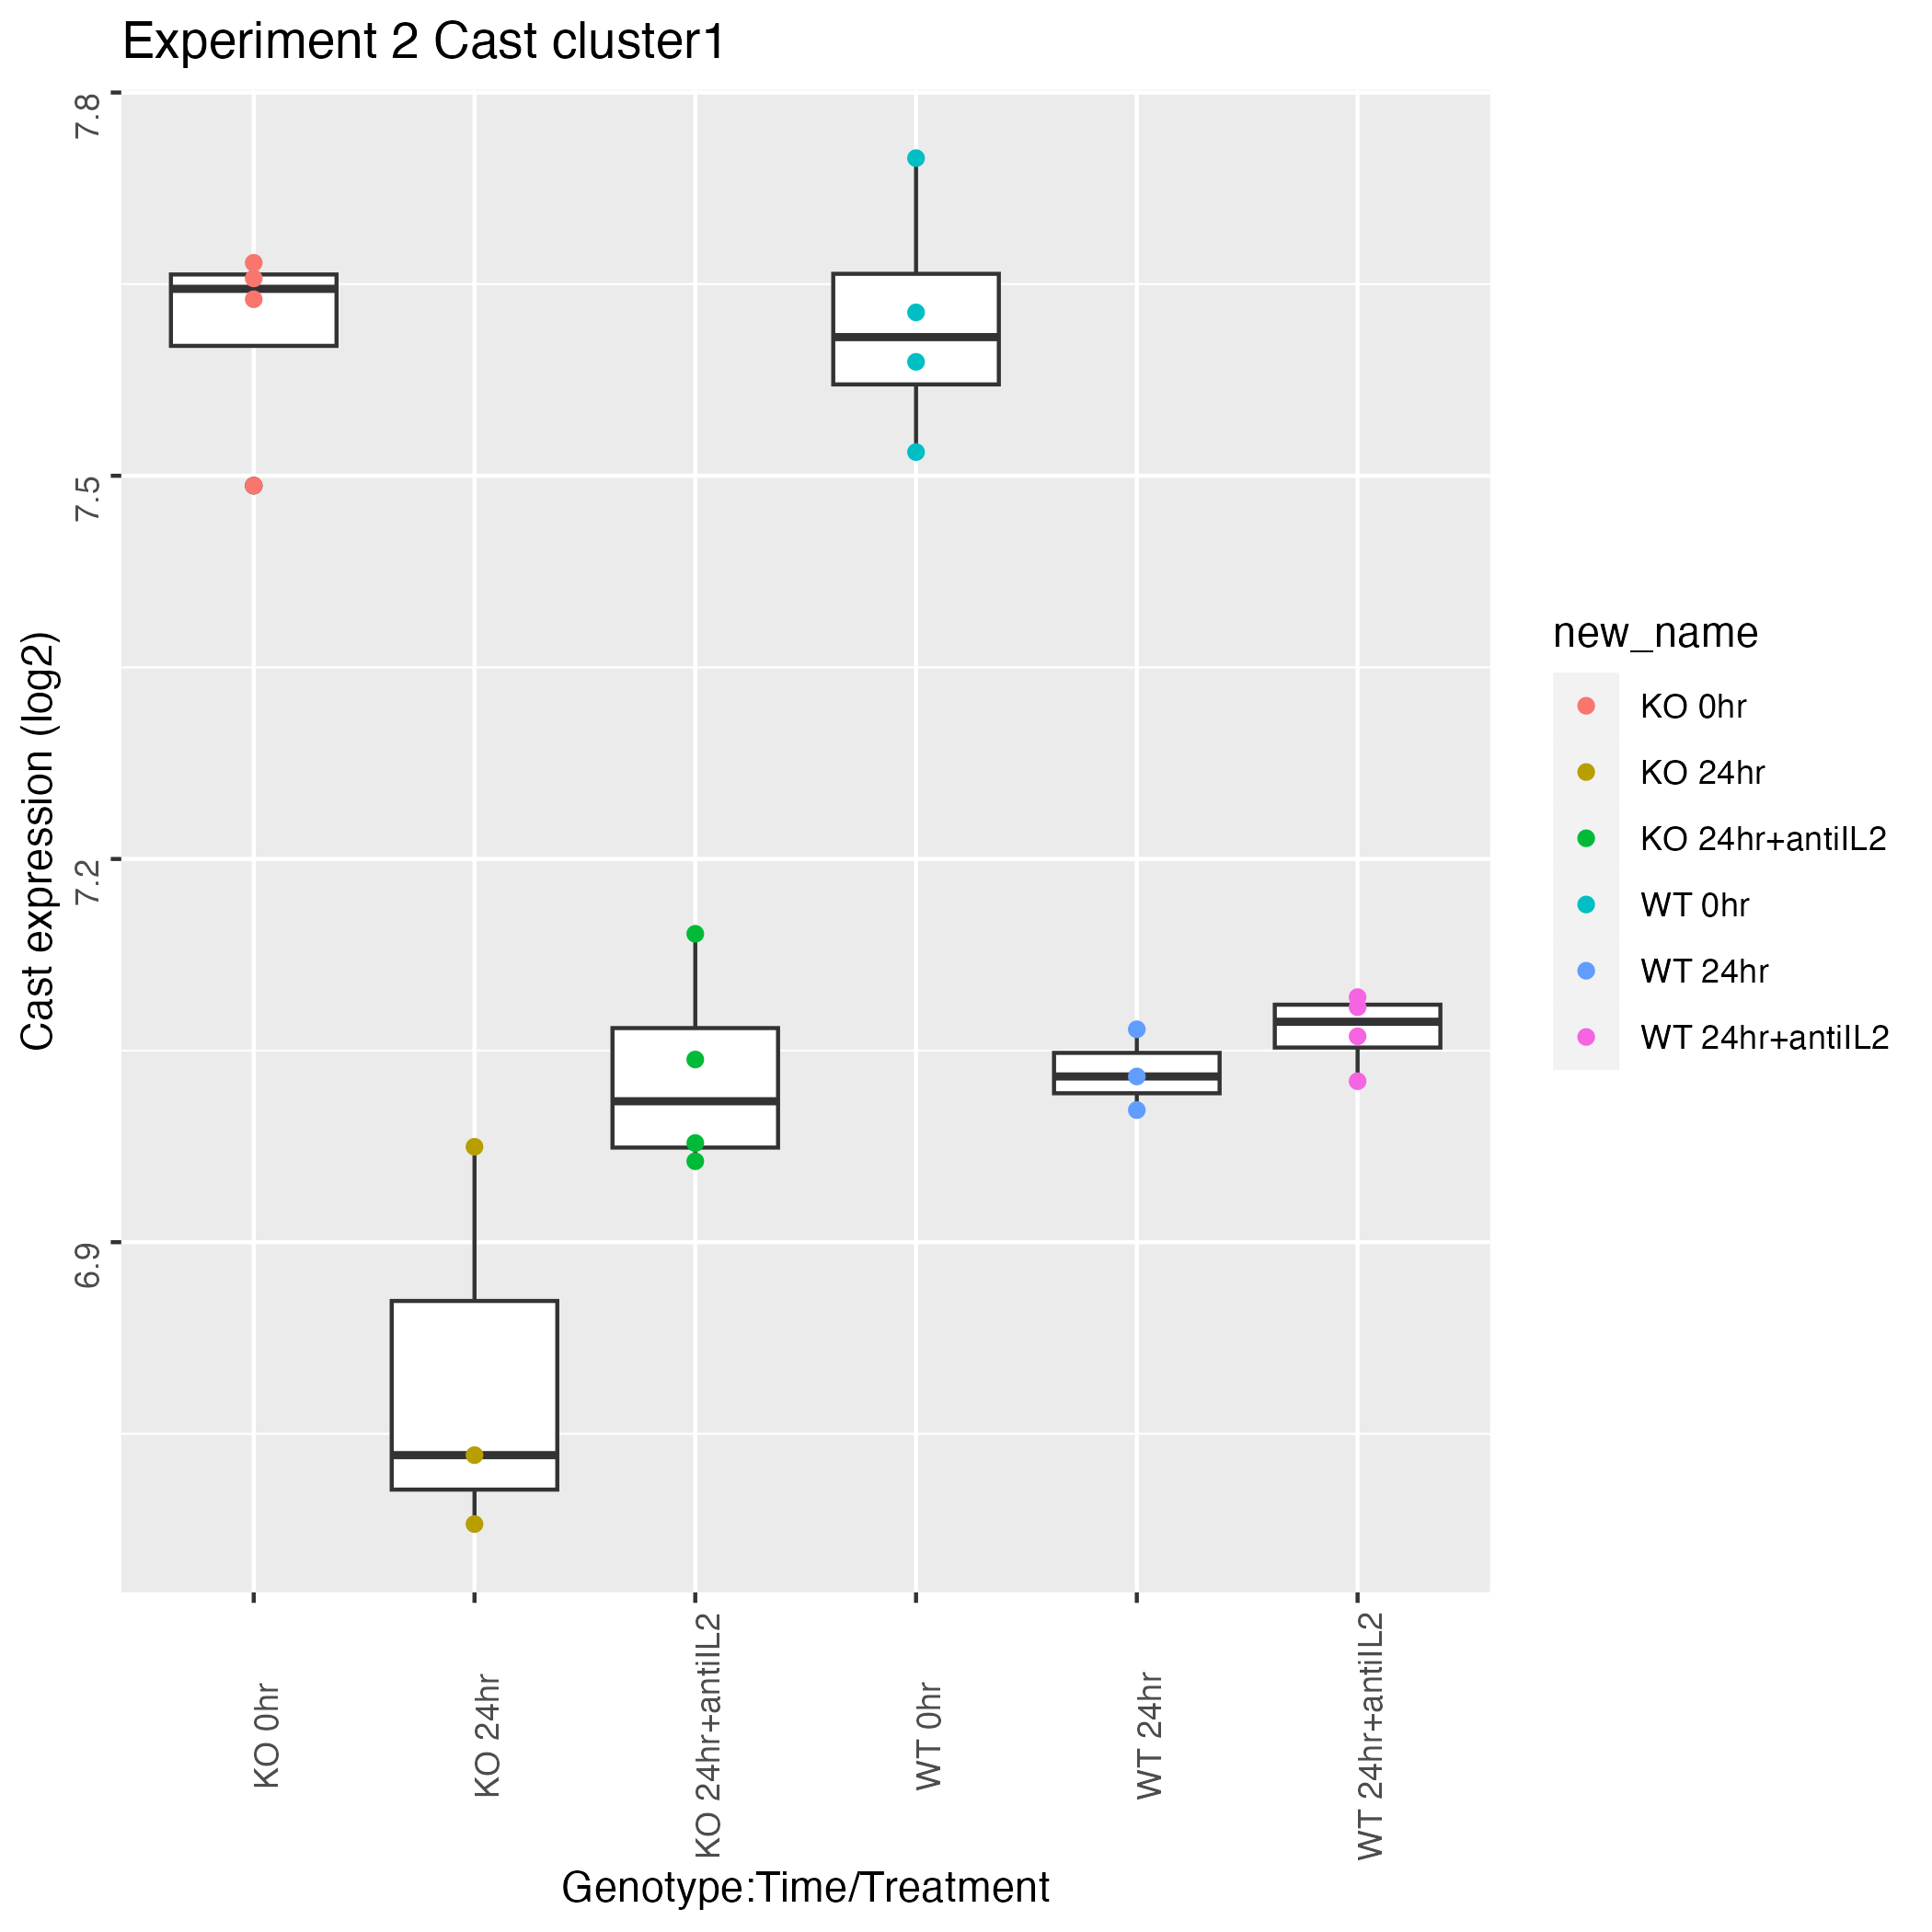 Experiment 2 Cast cluster1
7.8
7.5
7.2
6.9
Cast expression (log2)
KO 0hr
KO 24hr
KO 24hr+antiIL2
WT 0hr
WT 24hr
WT 24hr+antiIL2
Genotype:Time/Treatment
new_name
KO 0hr
KO 24hr
KO 24hr+antiIL2
WT 0hr
WT 24hr
WT 24hr+antiIL2